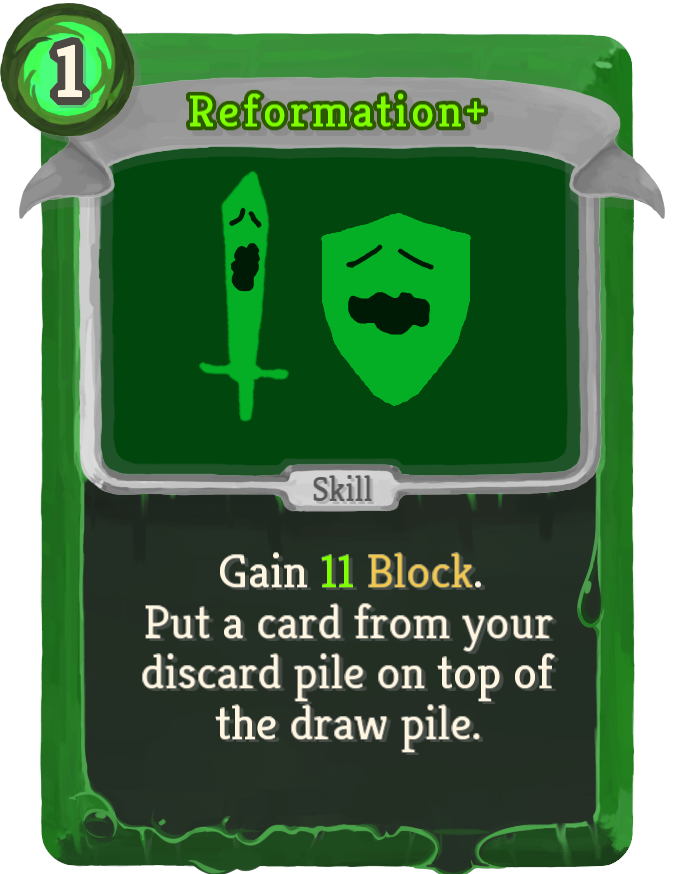 1
Reformation+
Skill
Gain 11 Block.
Put a card from your
discard pile on top of
the draw pile.